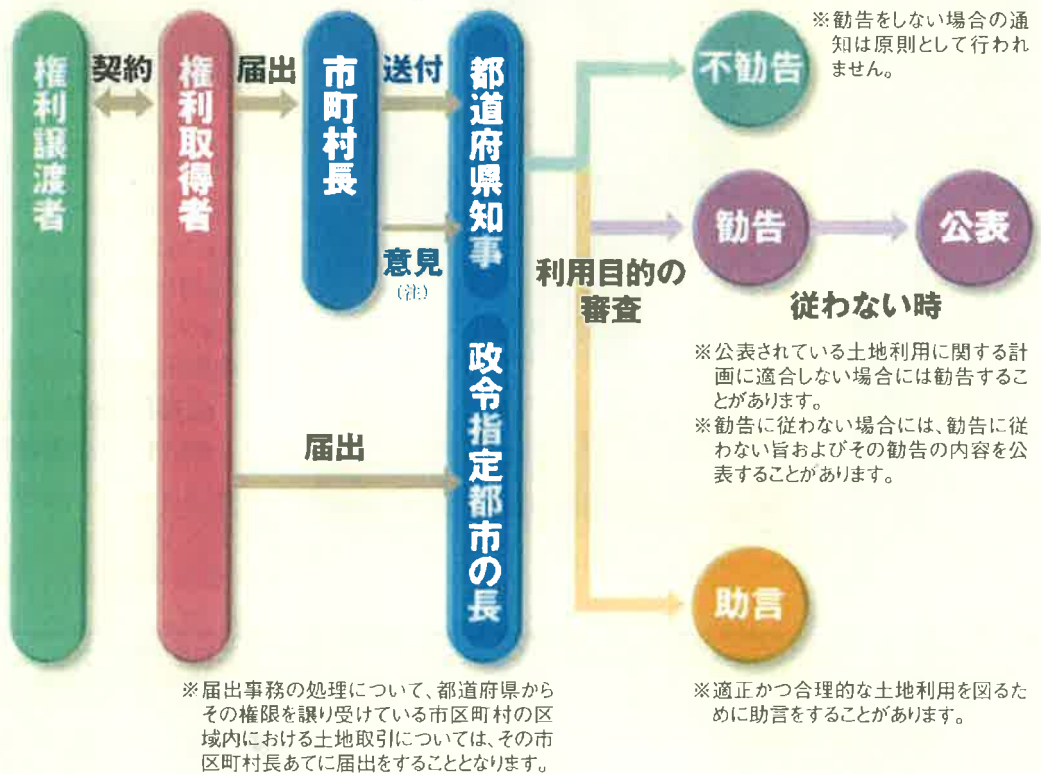 権利譲渡者
契約
権利取得者
届出
市町村長
送付
意見
(注)
都道府県知事
政令指定都市の長
届出
利用目的の
審査
不勧告
※勧告をしない場合の通
知は原則として行われ
ません。
勧告
従わない時
公表
※公表されている土地利用に関する計
画に適合しない場合には勧告するこ
とがあります。
※勧告に従わない場合には、勧告に従
わない旨およびその勧告の内容を公
表することがあります。
助言
※適正かつ合理的な土地利用を図るた
めに助言をすることがあります。
※届出事務の処理について、都道府県から
その権限を譲り受けている市区町村の区
域内における土地取引については、その市
区町村長あてに届出をすることとなります。